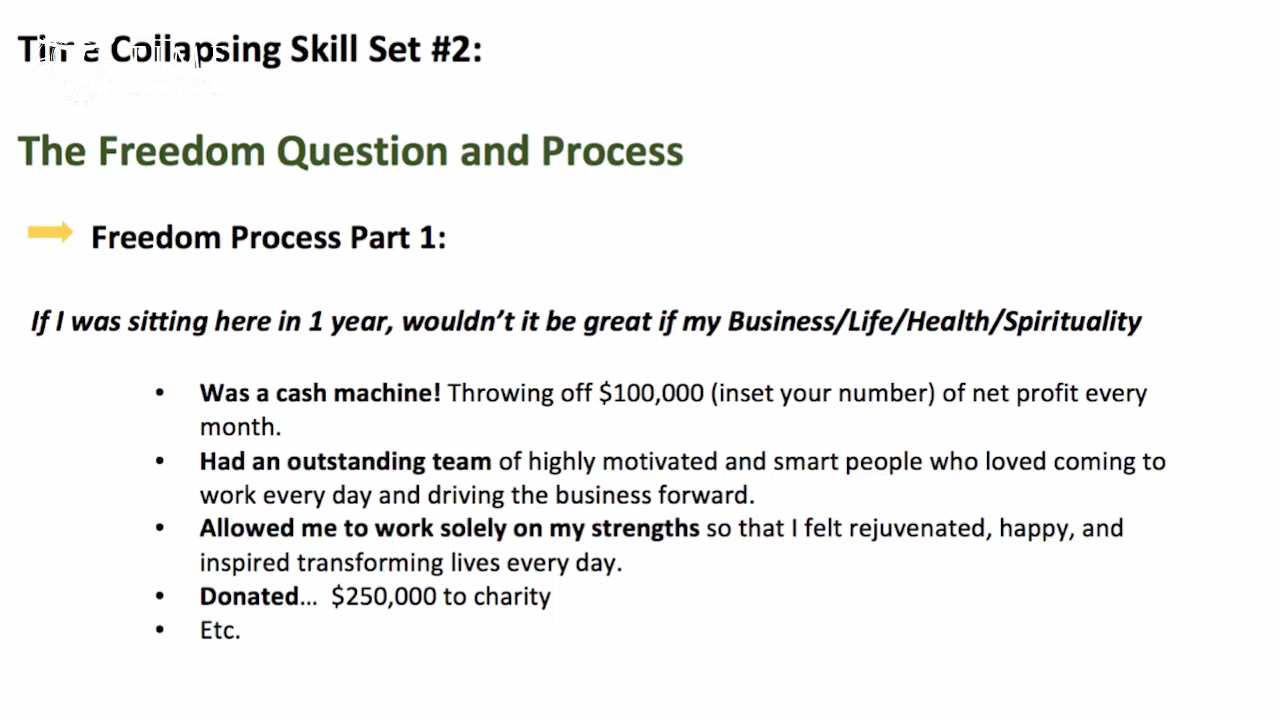 Time Collapsing Skill Set #2:
The Freedom Question and Process
Freedom Process Part 1:
If I was sitting here in 1 year, wouldn't it be great if my Business/Life/Health/Spirituality
• Was a cash machine! Throwing off $100,000 (inset your number) of net profit every
month.
• Had an outstanding team of highly motivated and smart people who loved coming to
work every day and driving the business forward.
• Allowed me to work solely on my strengths so that I felt rejuvenated, happy, and
inspired transforming lives every day.
• Donated... $250,000 to charity
• Etc.